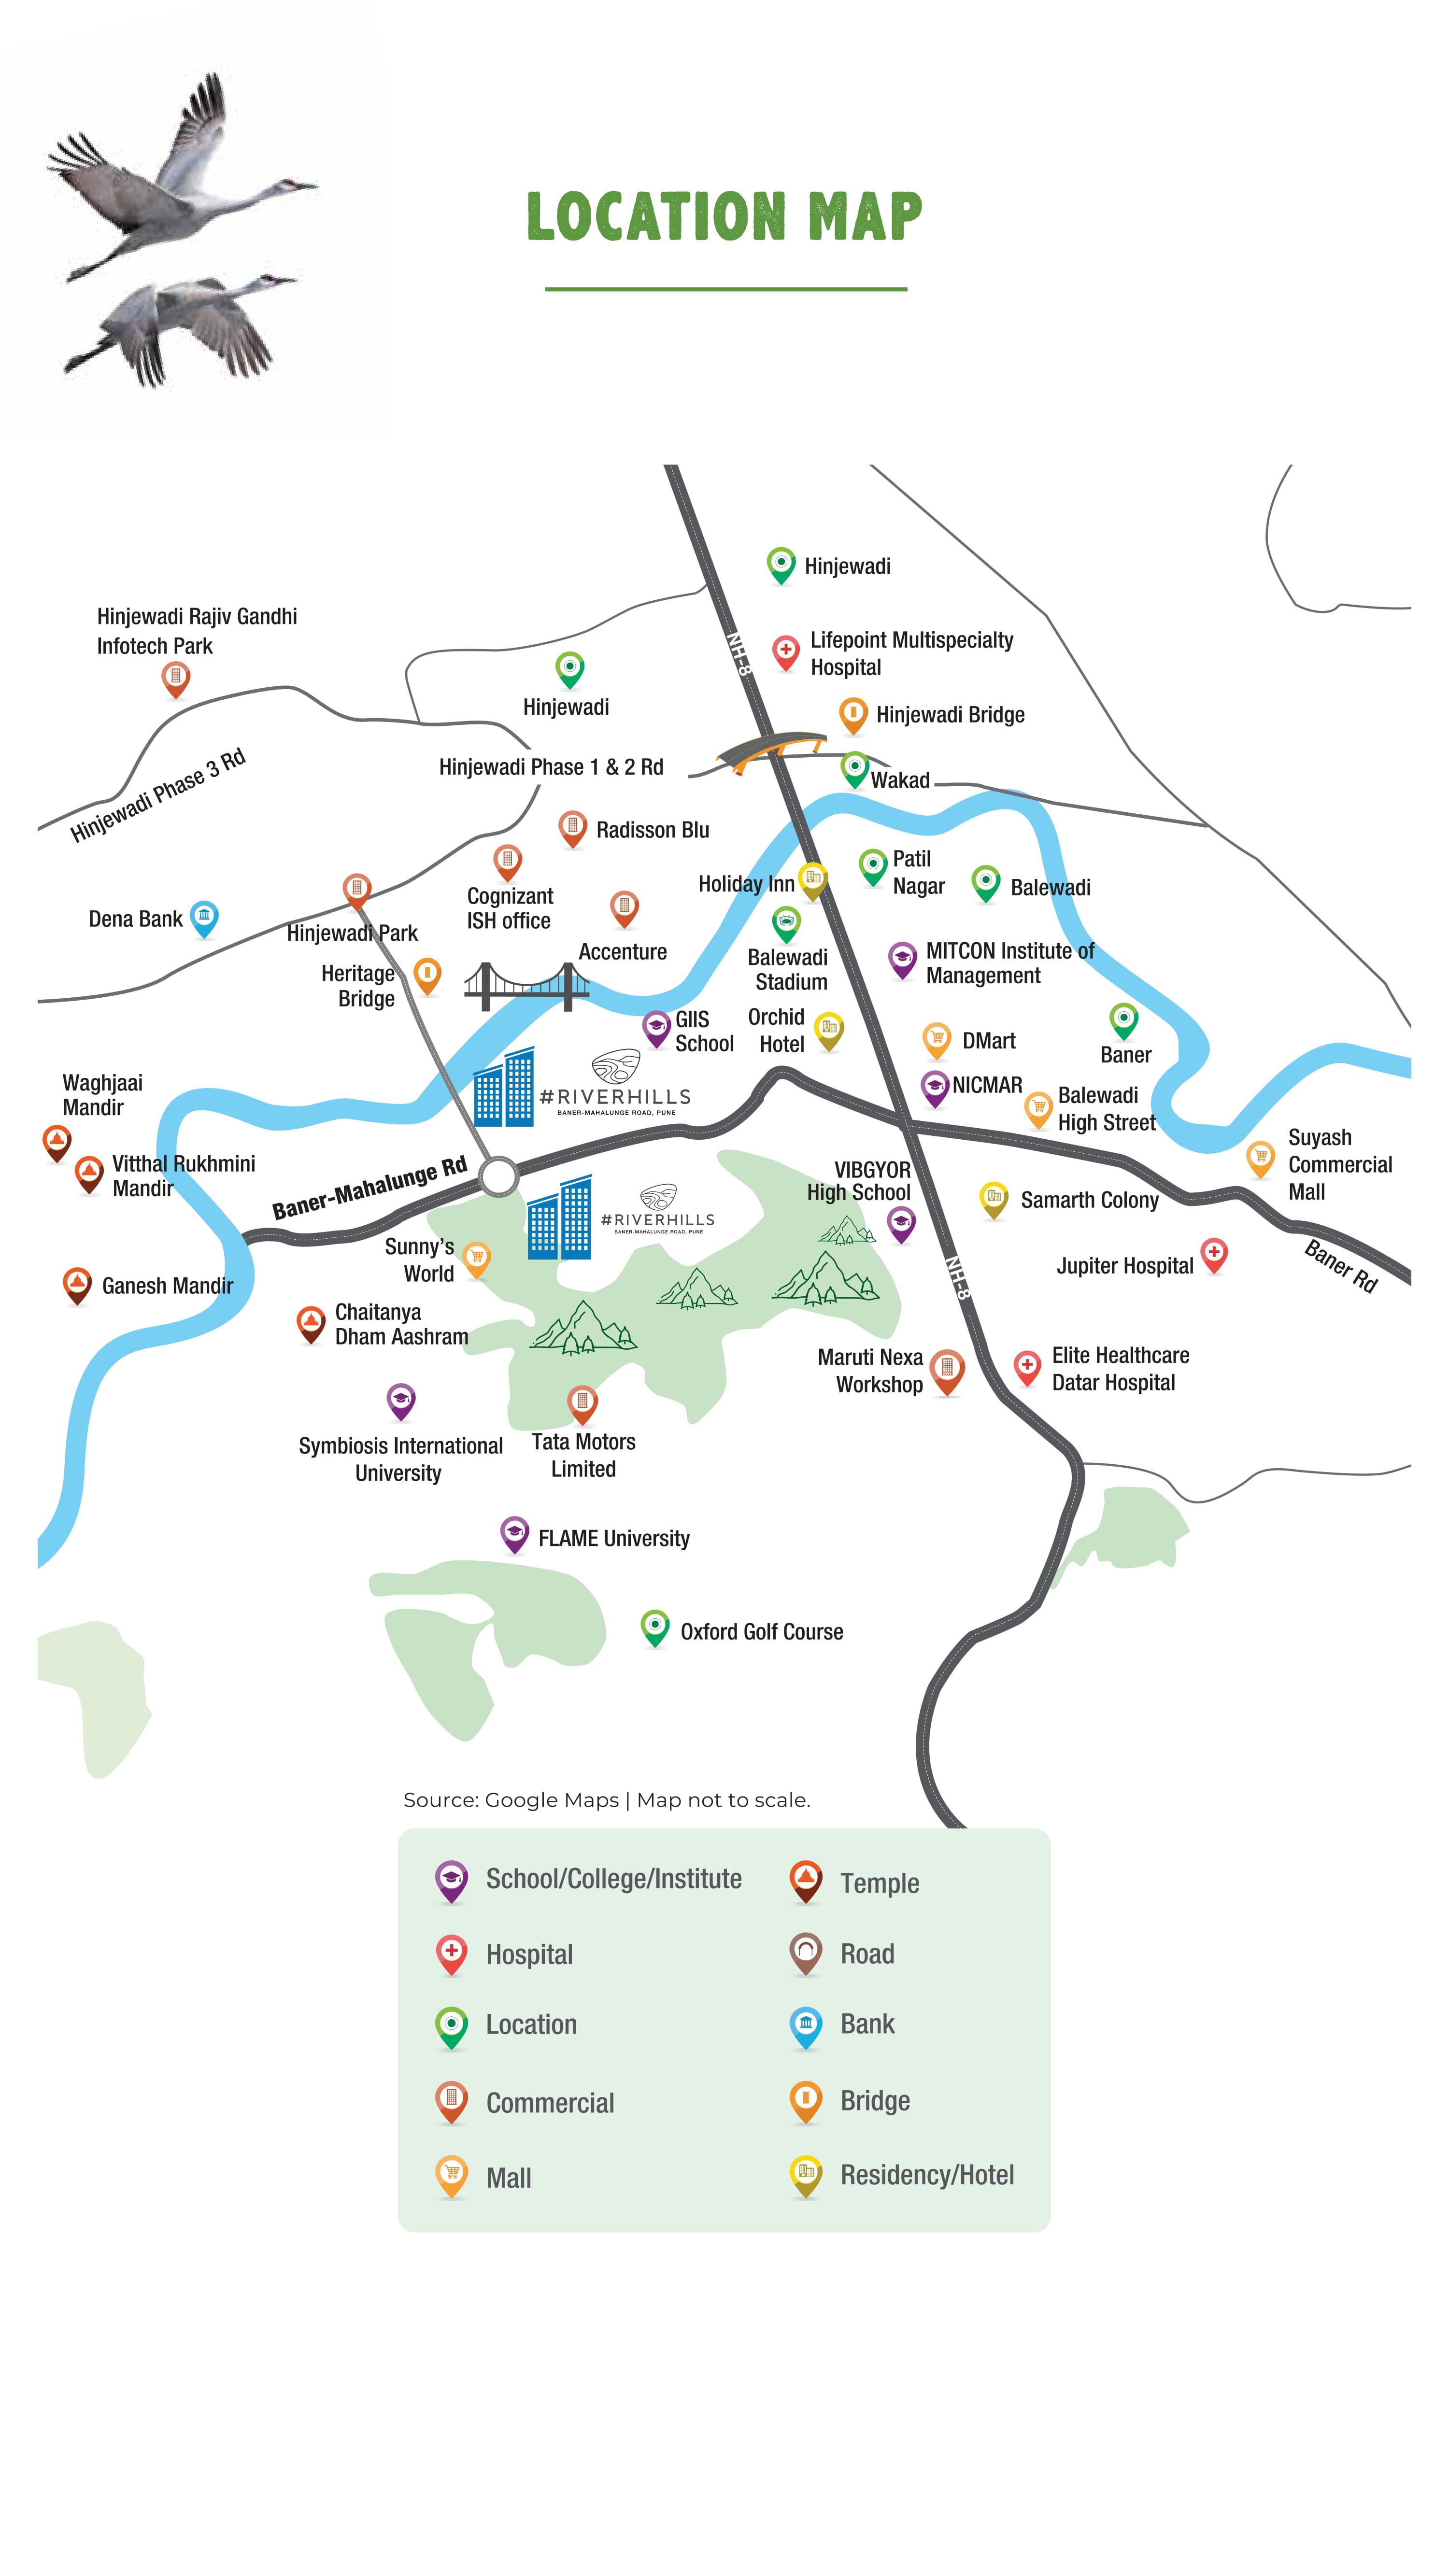 LOCATION MAP
Hinjewadi
Hinjewadi Rajiv Gandhi
Infotech Park
NH-8
Lifepoint Multispecialty
Hospital
Hinjewadi
Hinjewadi Bridge
Hinjewadi Phase 3 Rd
Hinjewadi Phase 1 & 2 Rd
Wakad
Radisson Blu
Patil
Nagar
Holiday Inn
Balewadi
Cognizant
ISH office
Dena Bank
Hinjewadi Park
Accenture
Balewadi
Stadium
MITCON Institute of
Management
Heritage
Bridge
GIIS
School
Orchid
Hotel
DMart
Baner
Waghjaai
Mandir
#RIVERHILLS
BANER-MAHALUNGE ROAD, PUNE
NICMAR
Balewadi
High Street
Suyash
Commercial
Mall
Vitthal Rukhmini
Mandir
Baner-Mahalunge Rd
VIBGYOR
High School
Samarth Colony
#RIVERHILLS
BANER-MAHALUNGE ROAD, PUNE
Sunny's
World
Jupiter Hospital
Baner Rd
NH-8
Ganesh Mandir
Chaitanya
Dham Aashram
Maruti Nexa
Workshop
Elite Healthcare
Datar Hospital
Symbiosis International
University
Tata Motors
Limited
FLAME University
Oxford Golf Course
Source: Google Maps | Map not to scale.
School/College/Institute
Temple
Hospital
Road
Location
Bank
Commercial
Bridge
Mall
Residency/Hotel